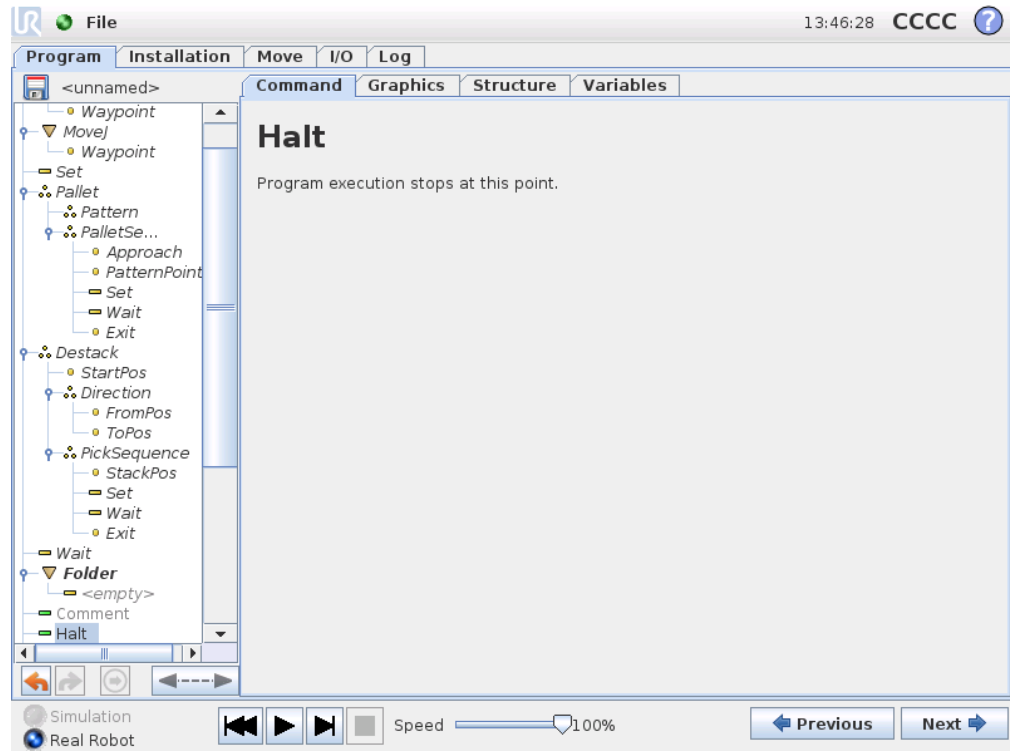 UR File 13:46:28 CCCC ?
Program Installation Move I/O Log
<unnamed>
Command Graphics Structure Variables
Waypoint
MoveJ
Waypoint
Set
Pallet
Pattern
PalletSe...
Approach
PatternPoint
Set
Wait
Exit
Destack
StartPos
Direction
FromPos
ToPos
PickSequence
StackPos
Set
Wait
Exit
Wait
Folder
<empty>
Comment
Halt
Halt
Program execution stops at this point.
Simulation
Real Robot
Speed 100%
Previous Next